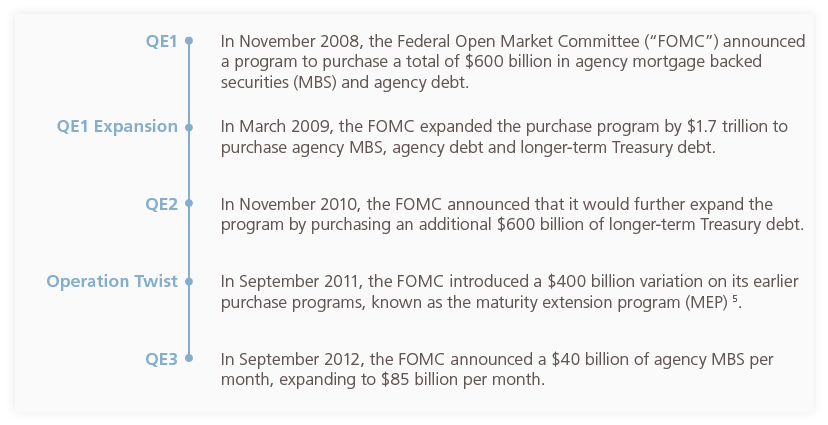 QE1
In November 2008, the Federal Open Market Committee (“FOMC”) announced
a program to purchase a total of $600 billion in agency mortgage backed
securities (MBS) and agency debt.
QE1 Expansion
In March 2009, the FOMC expanded the purchase program by $1.7 trillion to
purchase agency MBS, agency debt and longer-term Treasury debt.
QE2
In November 2010, the FOMC announced that it would further expand the
program by purchasing an additional $600 billion of longer-term Treasury debt.
Operation Twist
In September 2011, the FOMC introduced a $400 billion variation on its earlier
purchase programs, known as the maturity extension program (MEP) ⁵.
QE3
In September 2012, the FOMC announced a $40 billion of agency MBS per
month, expanding to $85 billion per month.